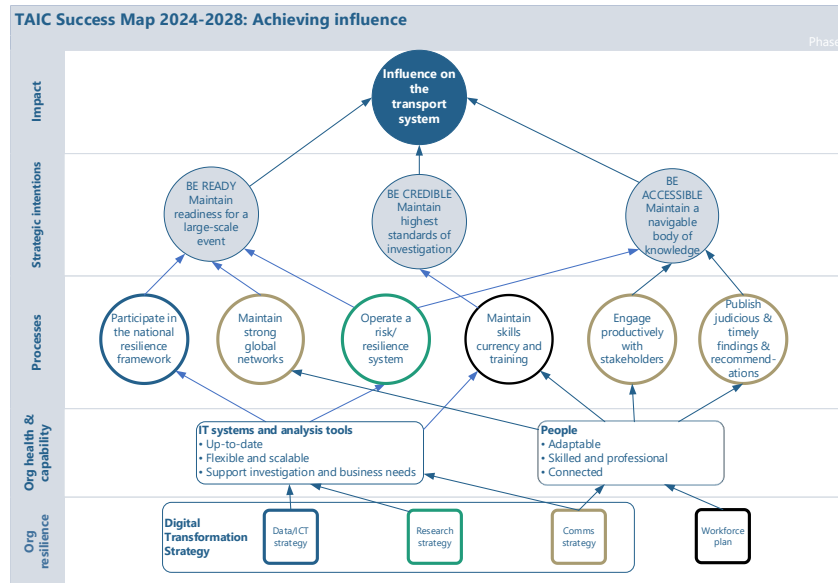 TAIC Success Map 2024-2028: Achieving influence
Phase
Impact
Influence on
the
transport
system
Strategic intentions
BE READY
Maintain
readiness for a
large-scale
event
BE CREDIBLE
Maintain
highest
standards of
investigation
BE
ACCESSIBLE
Maintain a
navigable
body of
knowledge
Processes
Participate in
the national
resilience
framework
Maintain
strong
global
networks
Operate a
risk/
resilience
system
Maintain
skills
currency and
training
Engage
productively
with
stakeholders
Publish
judicious &
timely
findings &
recommend-
ations
Org health &
capability
IT systems and analysis tools
• Up-to-date
• Flexible and scalable
• Support investigation and business needs
People
• Adaptable
• Skilled and professional
• Connected
Org
resilience
Digital
Transformation
Strategy
Data/ICT
strategy
Research
strategy
Comms
strategy
Workforce
plan